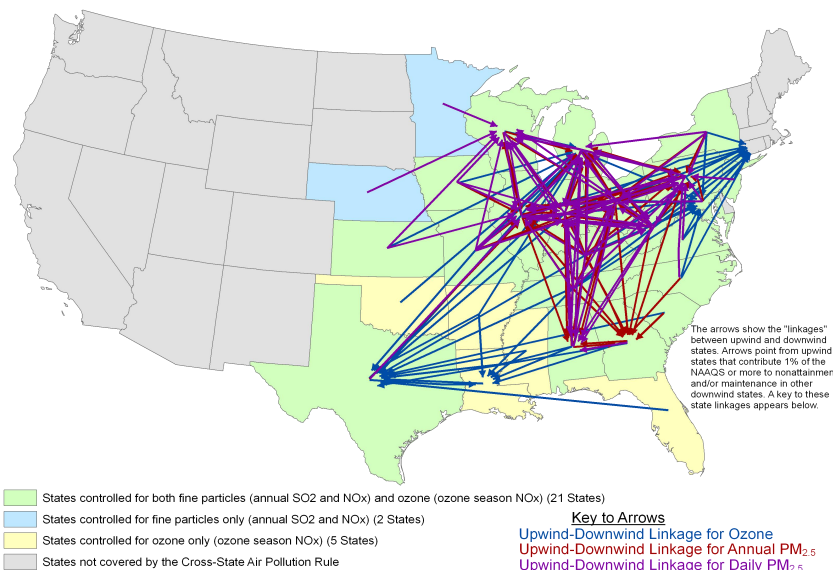 The arrows show the "linkages"
between upwind and downwind
states. Arrows point from upwind
states that contribute 1% of the
NAAQS or more to nonattainmen
and/or maintenance in other
downwind states. A key to these
state linkages appears below.
States controlled for both fine particles (annual SO2 and NOx) and ozone (ozone season NOx) (21 States)
States controlled for fine particles only (annual SO2 and NOx) (2 States)
States controlled for ozone only (ozone season NOx) (5 States)
States not covered by the Cross-State Air Pollution Rule
Key to Arrows
Upwind-Downwind Linkage for Ozone
Upwind-Downwind Linkage for Annual PM2.5
Upwind-Downwind Linkage for Daily PM2.5